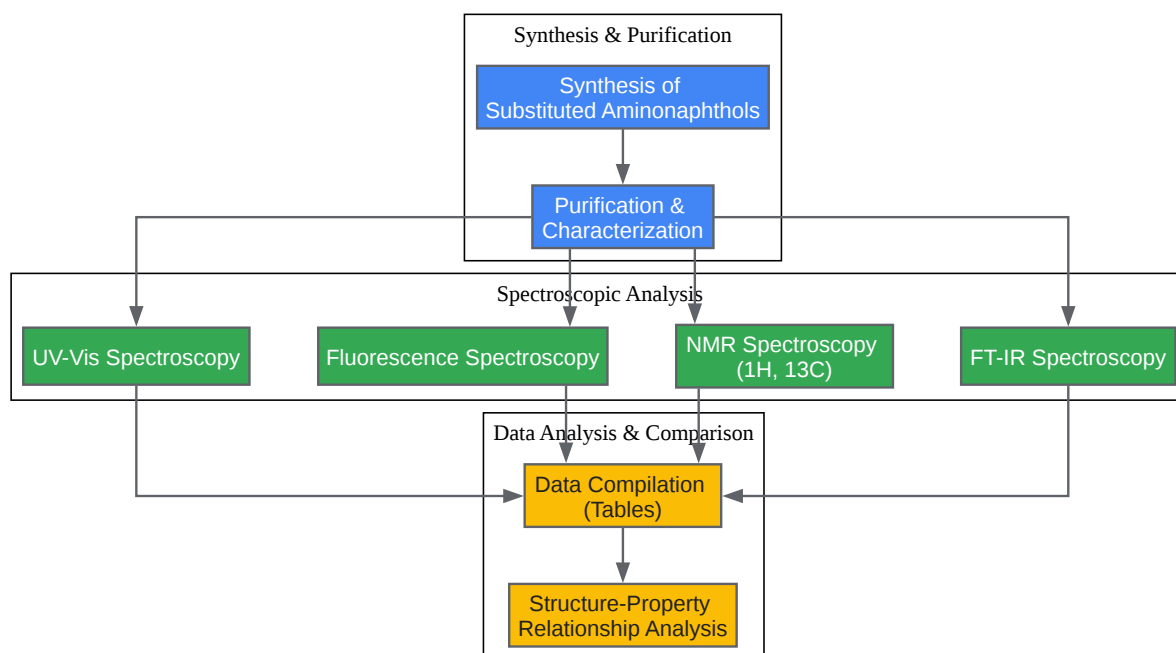 Synthesis & Purification
Synthesis of
Substituted Aminonaphthols
Purification &
Characterization
Spectroscopic Analysis
UV-Vis Spectroscopy
Fluorescence Spectroscopy
NMR Spectroscopy
(1H, 13C)
FT-IR Spectroscopy
Data Analysis & Comparison
Data Compilation
(Tables)
Structure-Property
Relationship Analysis